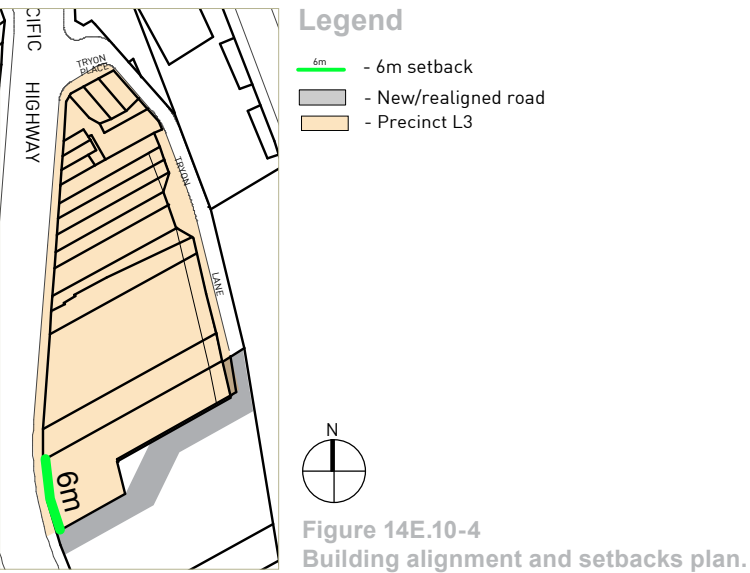 CIFIC
HIGHWAY
TRYON
PLACE
TRYON
LANE
6m
Legend
6m
- 6m setback
- New/realigned road
- Precinct L3
N
Figure 14E.10-4
Building alignment and setbacks plan.